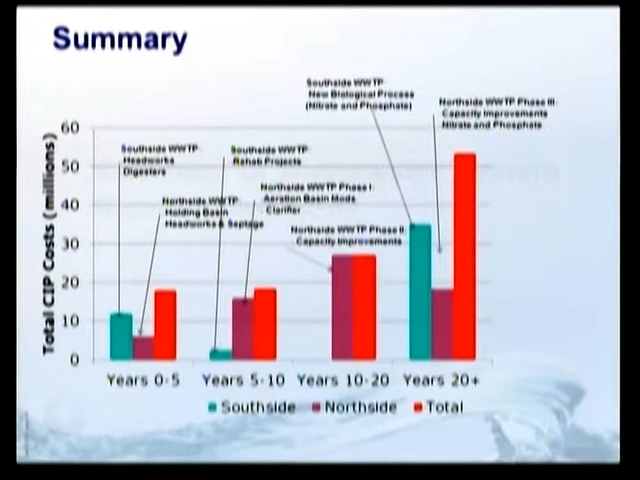 Summary
Southside WWTP
New Biological Process
(Nitrate and Phosphate)
Northside WWTP Phase III
Capacity Improvements
Nitrate and Phosphate
Southside WWTP
Headworks
Digesters
Southside WWTP
Rehab Projects
Northside WWTP
Holding Basin
Headworks & Septage
Northside WWTP Phase I
Aeration Basin Mods
Clarifier
Northside WWTP Phase II
Capacity Improvements
Total CIP Costs (millions)
60
50
40
30
20
10
0
Years 0-5 Years 5-10 Years 10-20 Years 20+
Southside Northside Total